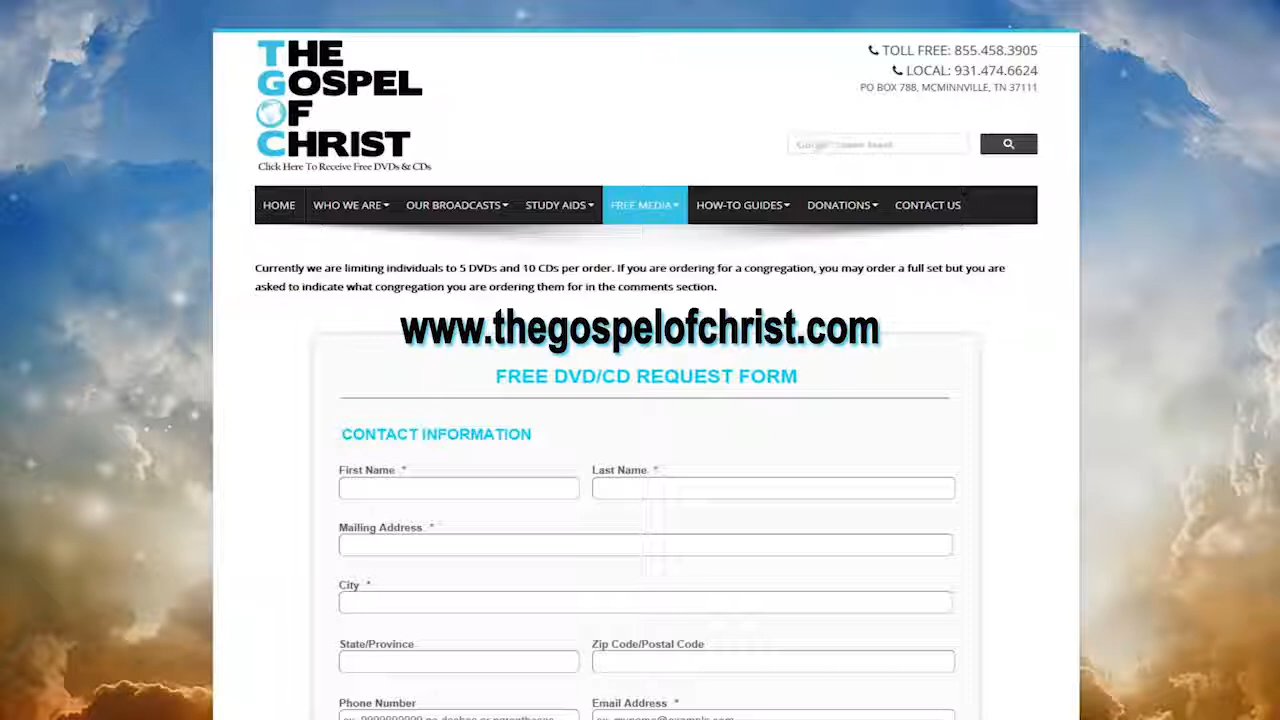 THE
GOSPEL
OF
CHRIST
Click Here To Receive Free DVDs & CDs
TOLL FREE: 855.458.3905
LOCAL: 931.474.6624
PO BOX 788, MCMINNVILLE, TN 37111
HOME WHO WE ARE OUR BROADCASTS STUDY AIDS FREE MEDIA HOW-TO GUIDES DONATIONS CONTACT US
Currently we are limiting individuals to 5 DVDs and 10 CDs per order. If you are ordering for a congregation, you may order a full set but you are
asked to indicate what congregation you are ordering them for in the comments section.
www.thegospelofchrist.com
FREE DVD/CD REQUEST FORM
CONTACT INFORMATION
First Name * Last Name *
Mailing Address *
City *
State/Province Zip Code/Postal Code
Phone Number Email Address *